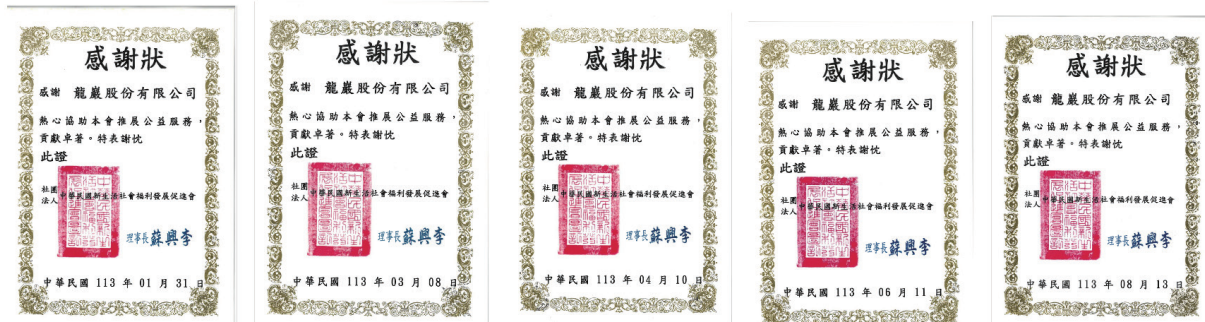 感謝狀
感謝 龍巖股份有限公司
熱心協助本會推展公益服務，
貢獻卓著。特表謝忱
此證
社團法人 中華民國新生活社會福利發展促進會
理事長 蘇興李
中華民國 113 年 01 月 31 日
感謝狀
感謝 龍巖股份有限公司
熱心協助本會推展公益服務，
貢獻卓著。特表謝忱
此證
社團法人 中華民國新生活社會福利發展促進會
理事長 蘇興李
中華民國 113 年 03 月 08 日
感謝狀
感謝 龍巖股份有限公司
熱心協助本會推展公益服務，
貢獻卓著。特表謝忱
此證
社團法人 中華民國新生活社會福利發展促進會
理事長 蘇興李
中華民國 113 年 04 月 10 日
感謝狀
感謝 龍巖股份有限公司
熱心協助本會推展公益服務，
貢獻卓著。特表謝忱
此證
社團法人 中華民國新生活社會福利發展促進會
理事長 蘇興李
中華民國 113 年 06 月 11 日
感謝狀
感謝 龍巖股份有限公司
熱心協助本會推展公益服務，
貢獻卓著。特表謝忱
此證
社團法人 中華民國新生活社會福利發展促進會
理事長 蘇興李
中華民國 113 年 08 月 13 日